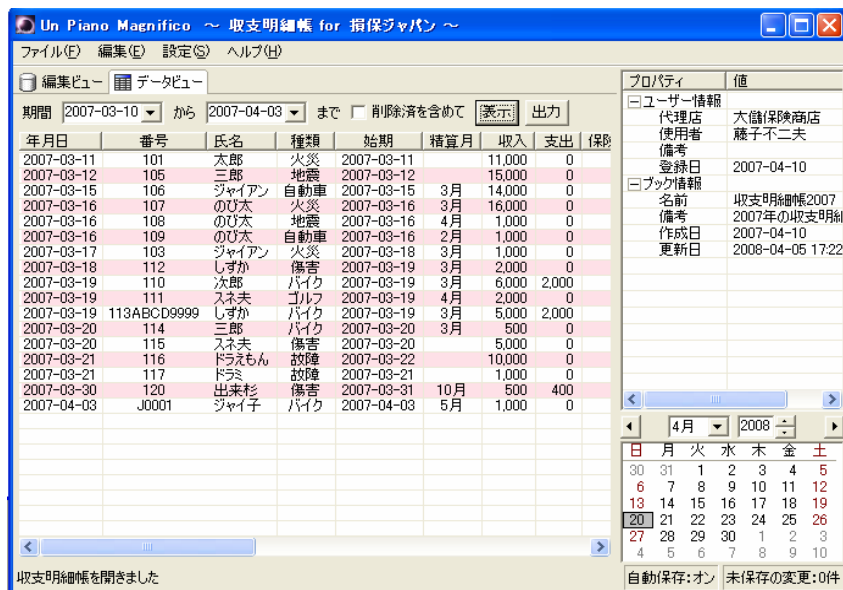 Un Piano Magnifico ～ 収支明細帳 for 損保ジャパン ～
ファイル(F) 編集(E) 設定(S) ヘルプ(H)
編集ビュー データビュー
期間 2007-03-10 から 2007-04-03 まで 削除済を含めて 表示 出力
年月日 番号 氏名 種類 始期 精算月 収入 支出 保険
2007-03-11 101 太郎 火災 2007-03-11 11,000 0
2007-03-12 105 三郎 地震 2007-03-12 15,000 0
2007-03-15 106 ジャイアン 自動車 2007-03-15 3月 14,000 0
2007-03-16 107 のび太 火災 2007-03-16 3月 16,000 0
2007-03-16 108 のび太 地震 2007-03-16 4月 1,000 0
2007-03-16 109 のび太 自動車 2007-03-16 2月 1,000 0
2007-03-17 103 ジャイアン 火災 2007-03-18 3月 1,000 0
2007-03-18 112 しずか 傷害 2007-03-19 3月 2,000 0
2007-03-19 110 次郎 バイク 2007-03-19 3月 6,000 2,000
2007-03-19 111 スネ夫 ゴルフ 2007-03-19 4月 2,000 0
2007-03-19 113ABCD9999 しずか バイク 2007-03-19 3月 5,000 2,000
2007-03-20 114 三郎 バイク 2007-03-20 3月 500 0
2007-03-20 115 スネ夫 傷害 2007-03-20 5,000 0
2007-03-21 116 ドラえもん 故障 2007-03-22 10,000 0
2007-03-21 117 ドラミ 故障 2007-03-21 1,000 0
2007-03-30 120 出来杉 傷害 2007-03-31 10月 500 400
2007-04-03 J0001 ジャイ子 バイク 2007-04-03 5月 1,000 0
収支明細帳を開きました
プロパティ 値
ユーザー情報
代理店 大儲保険商店
使用者 藤子不二夫
備考
登録日 2007-04-10
ブック情報
名前 収支明細帳2007
備考 2007年の収支明細
作成日 2007-04-10
更新日 2008-04-05 17:22
4月 2008
日 月 火 水 木 金 土
30 31 1 2 3 4 5
6 7 8 9 10 11 12
13 14 15 16 17 18 19
20 21 22 23 24 25 26
27 28 29 30 1 2 3
4 5 6 7 8 9 10
自動保存:オン 未保存の変更:0件